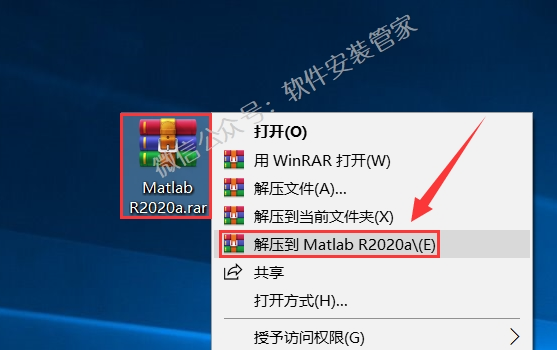 微信公众号：软件安装管家
Matlab
R2020a.rar
打开(O)
用 WinRAR 打开(W)
解压文件(A)...
解压到当前文件夹(X)
解压到 Matlab R2020a\(E)
共享
打开方式(H)...
授予访问权限(G)